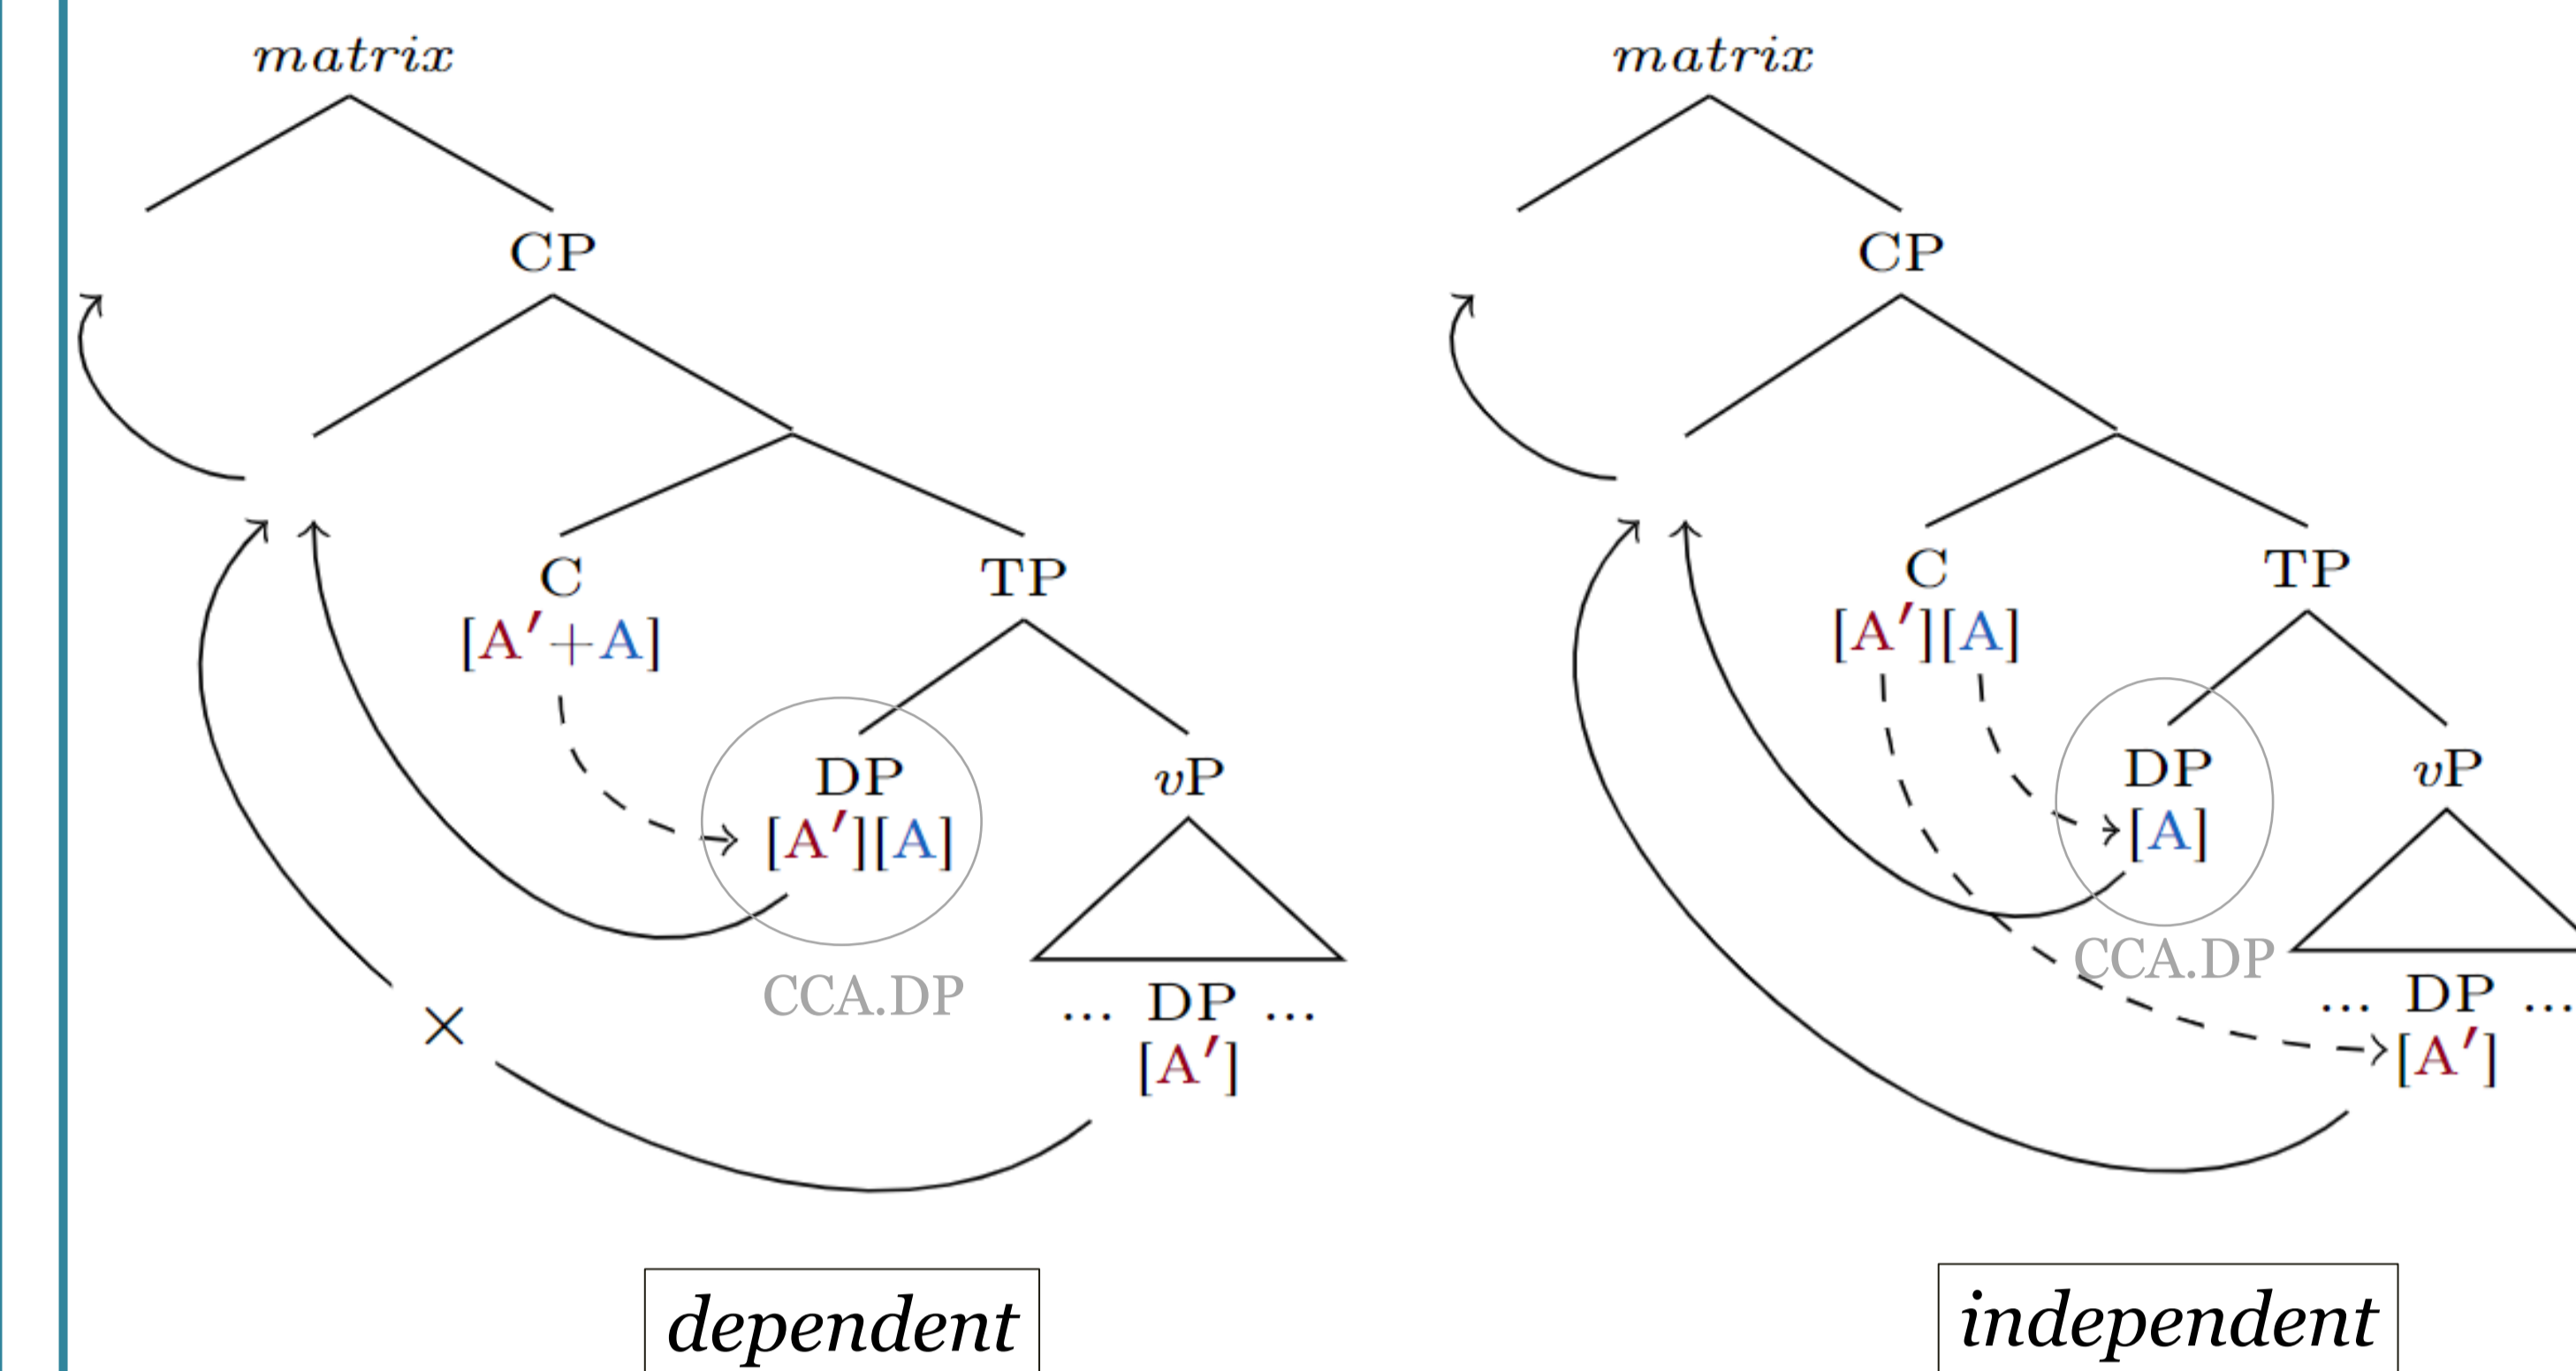 matrix
CP
C
[A′+A]
TP
DP
[A′][A]
vP
CCA.DP
... DP ...
[A′]
×
dependent
matrix
CP
C
[A′][A]
TP
DP
[A]
vP
CCA.DP
... DP ...
[A′]
independent